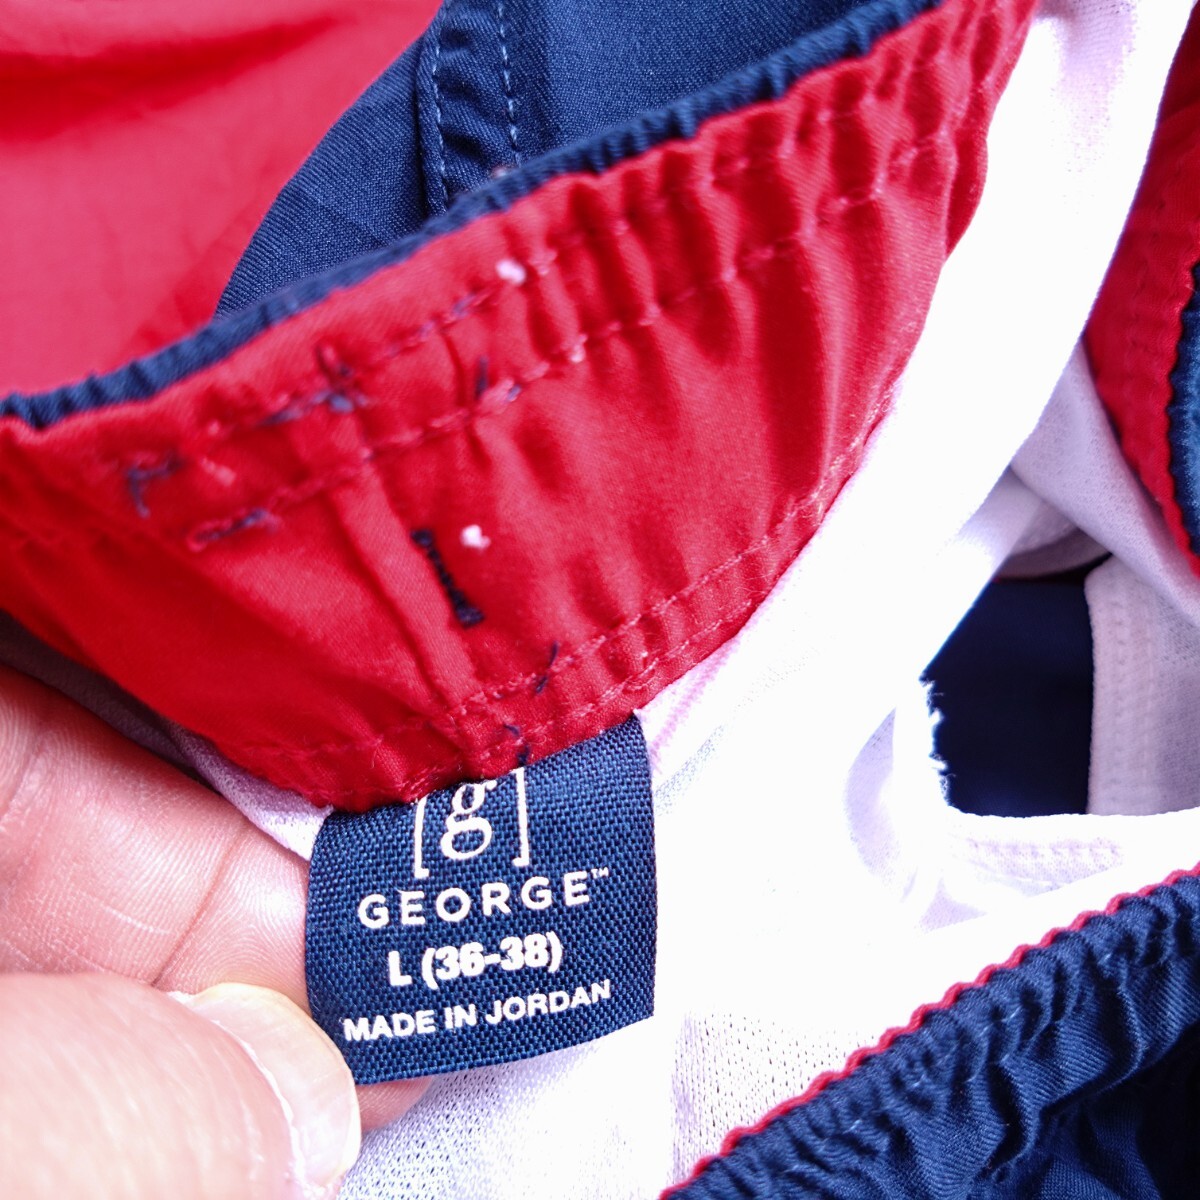 [g]
GEORGE™
L (36-38)
MADE IN JORDAN